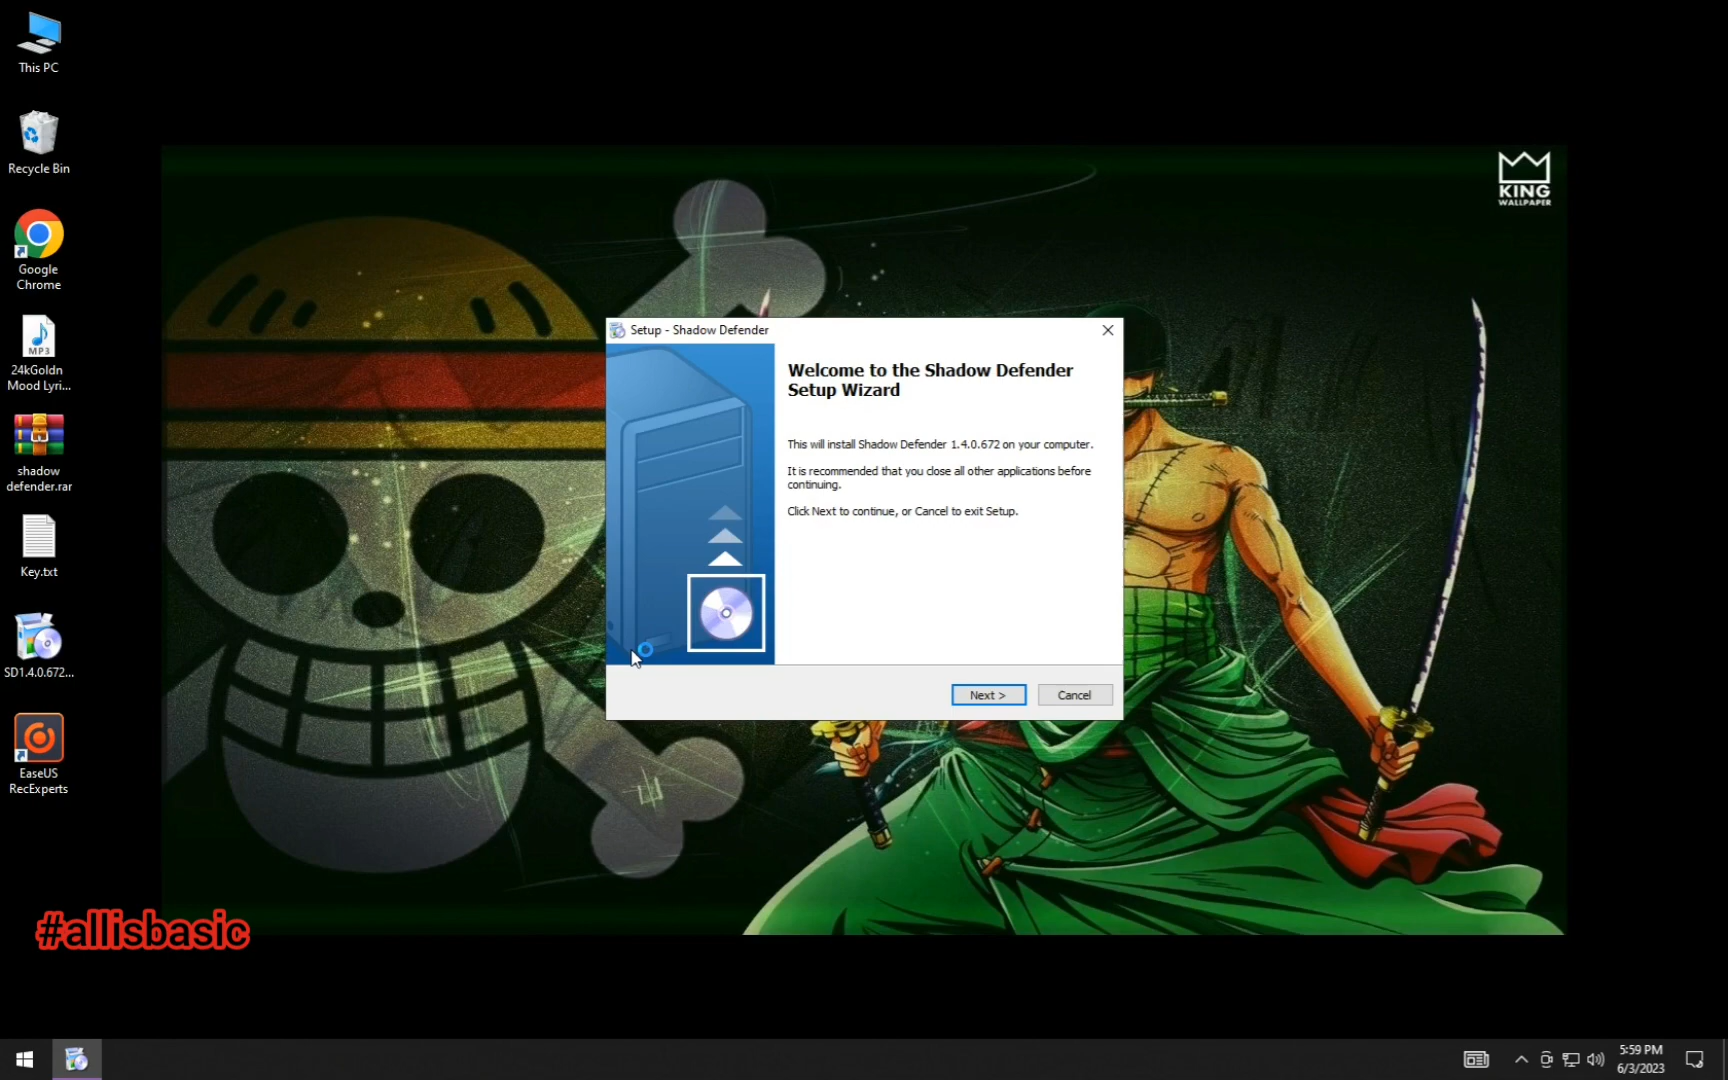 This PC
Recycle Bin
Google
Chrome
MP3
24kGoldn
Mood Lyri...
shadow
defender.rar
Key.txt
SD1.4.0.672...
EaseUS
RecExperts
KING
WALLPAPER
Setup - Shadow Defender
Welcome to the Shadow Defender
Setup Wizard
This will install Shadow Defender 1.4.0.672 on your computer.
It is recommended that you close all other applications before
continuing.
Click Next to continue, or Cancel to exit Setup.
Next >
Cancel
#allisbasic
5:59 PM
6/3/2023